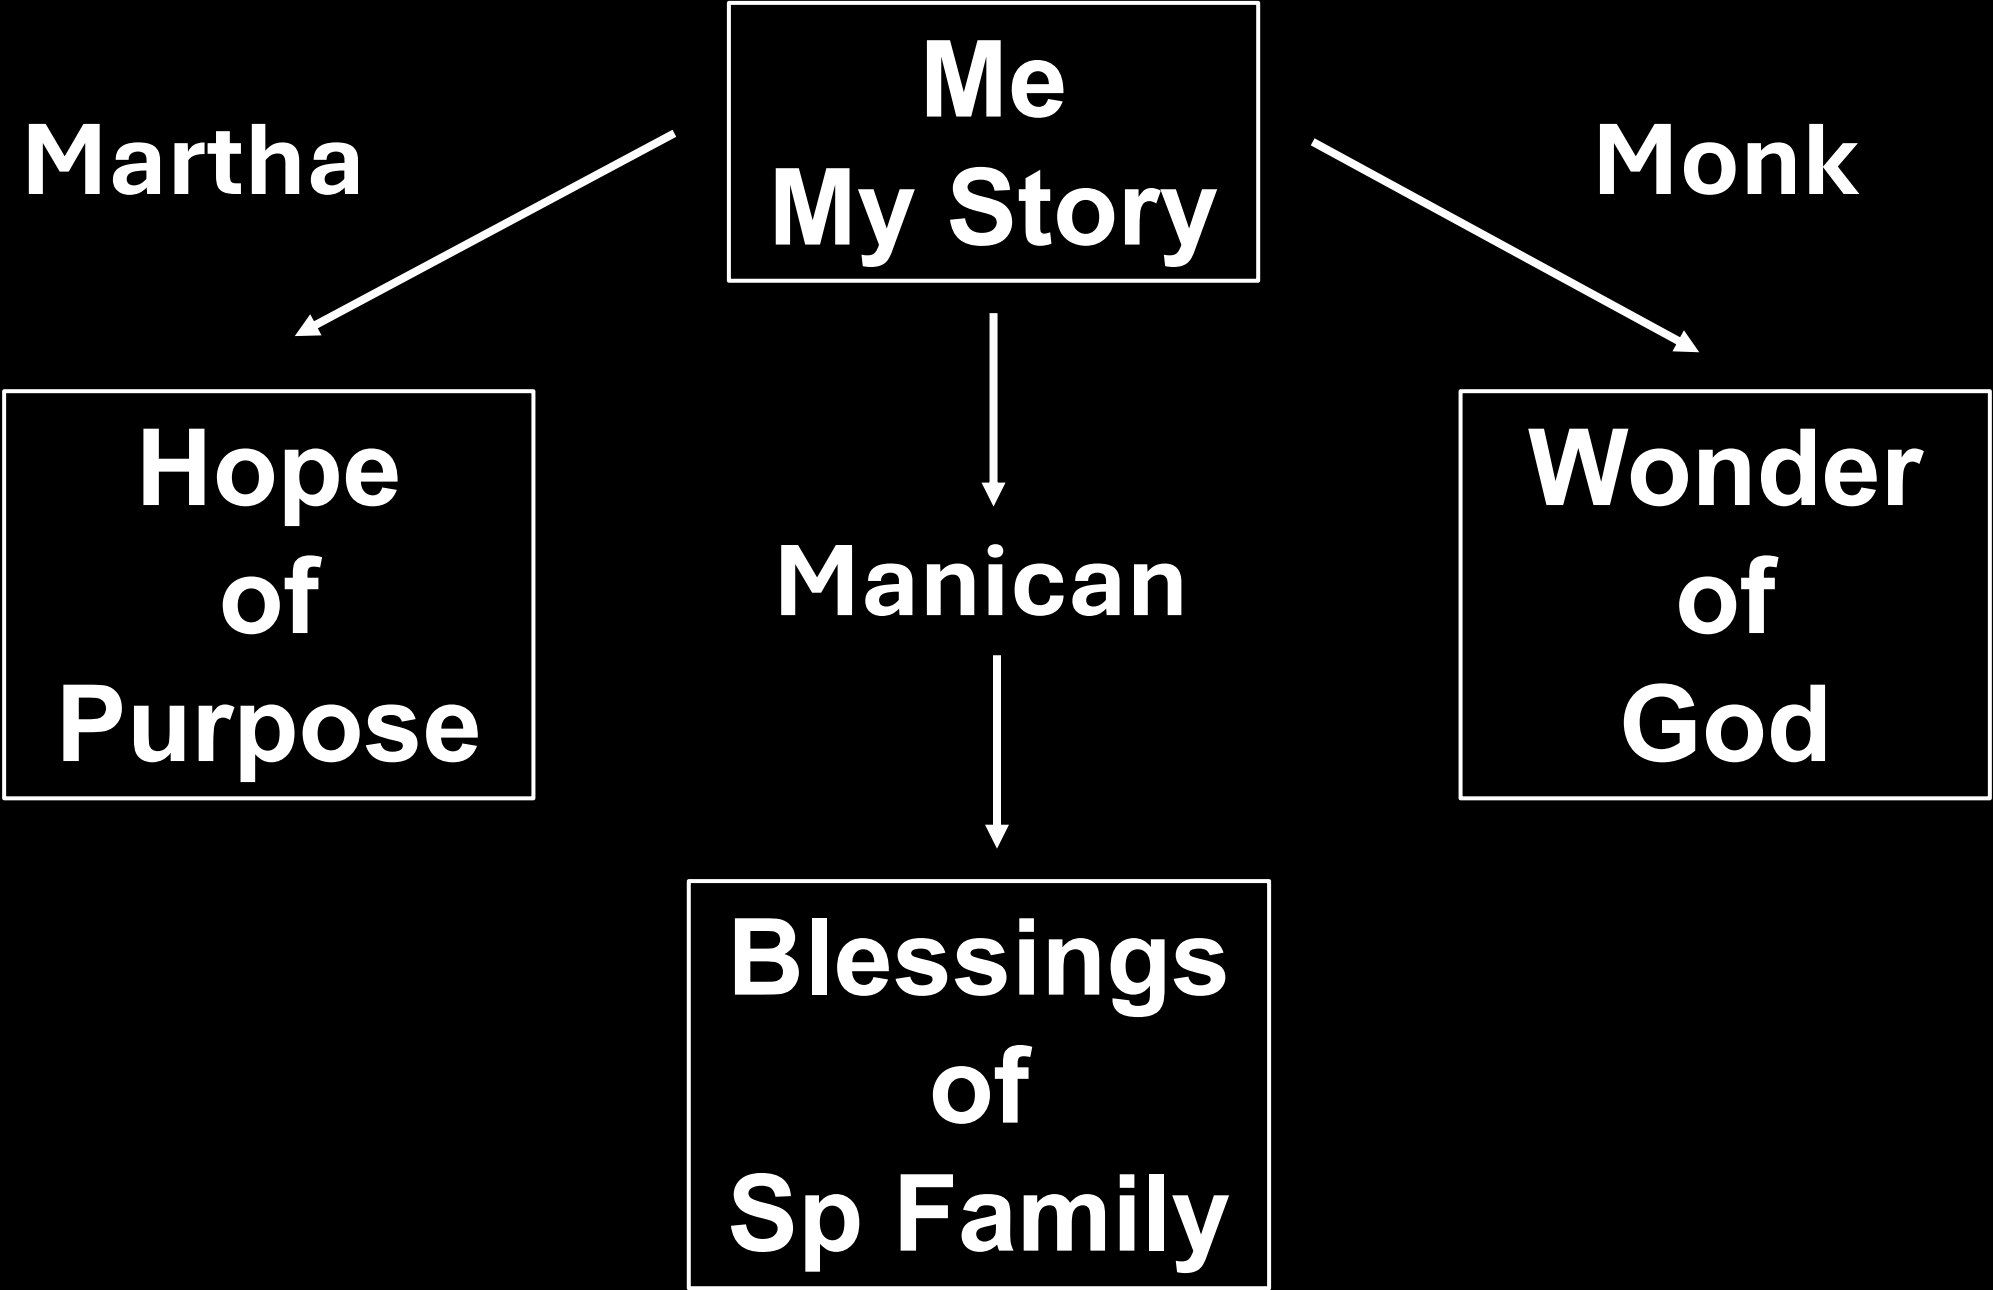 Me
My Story
Martha
Monk
Hope
of
Purpose
Manican
Wonder
of
God
Blessings
of
Sp Family